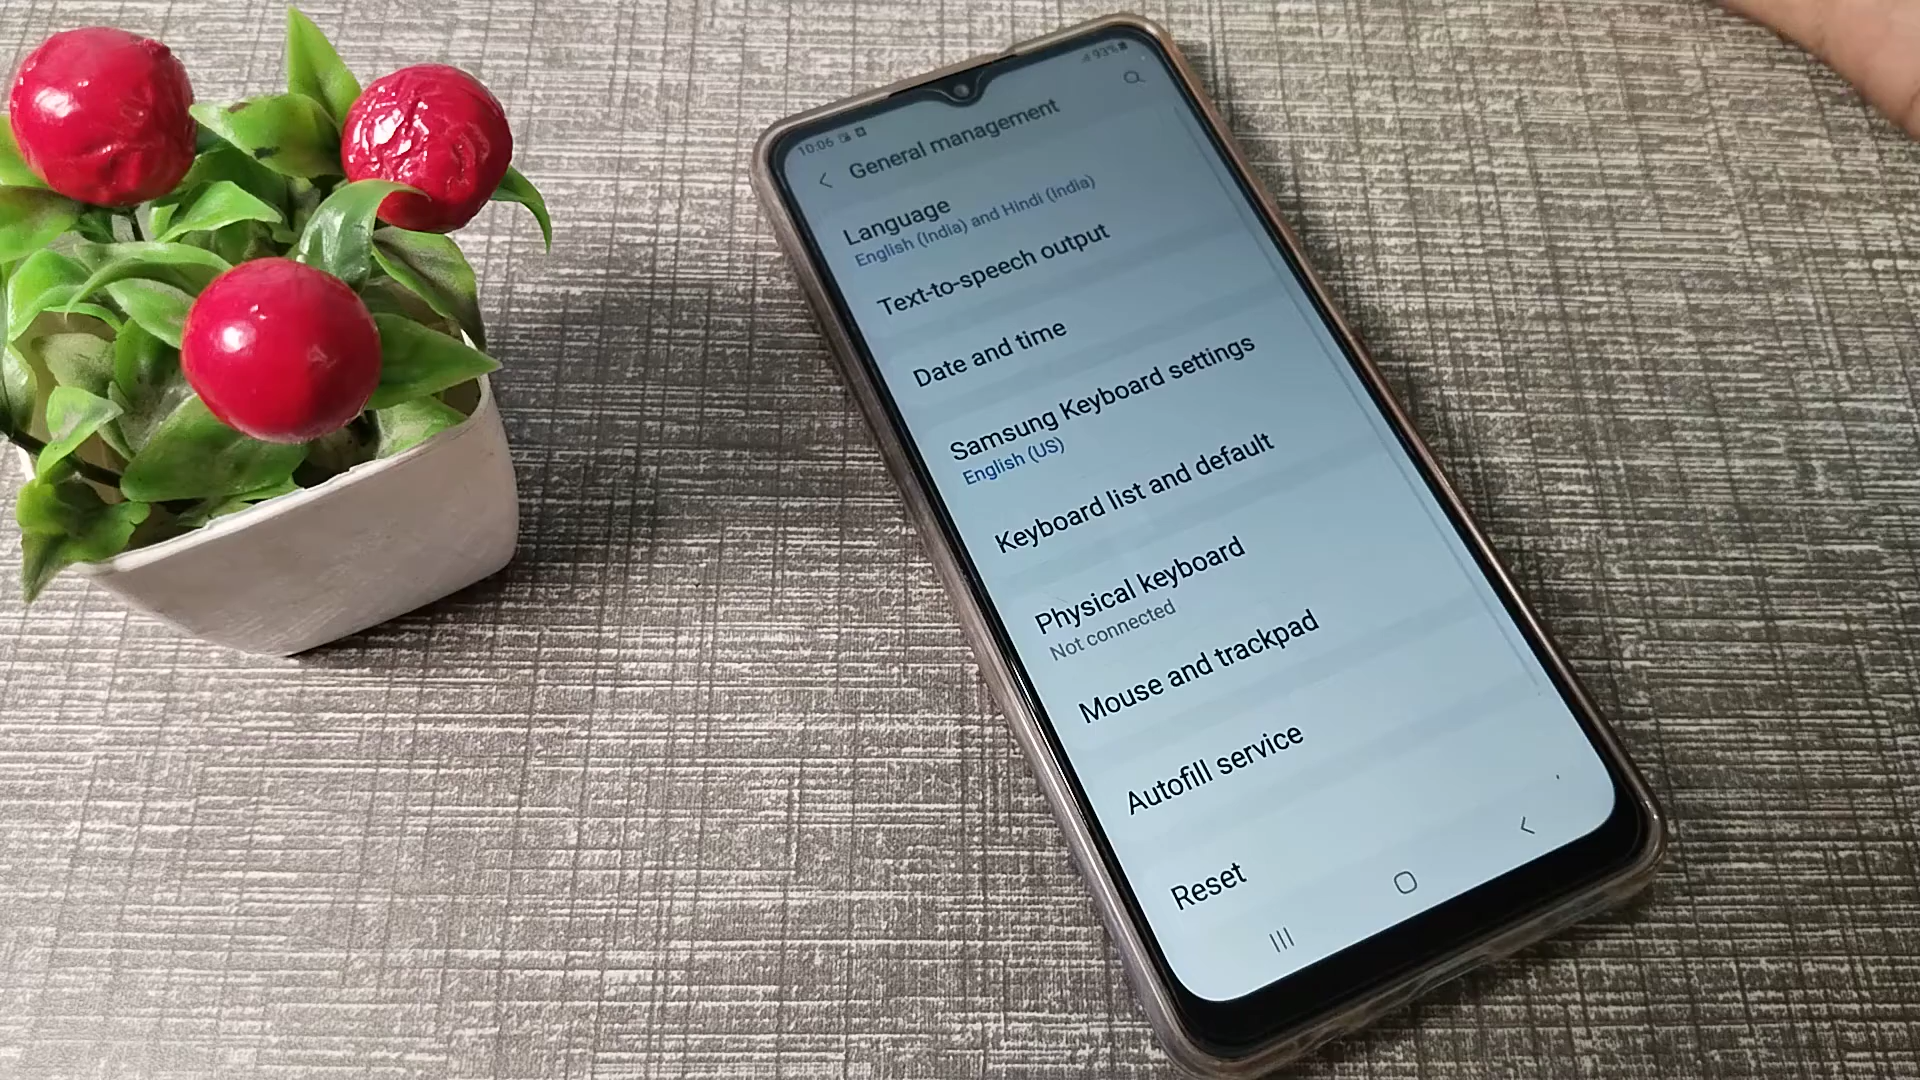 10:06
93%
General management
Language
English (India) and Hindi (India)
Text-to-speech output
Date and time
Samsung Keyboard settings
English (US)
Keyboard list and default
Physical keyboard
Not connected
Mouse and trackpad
Autofill service
Reset